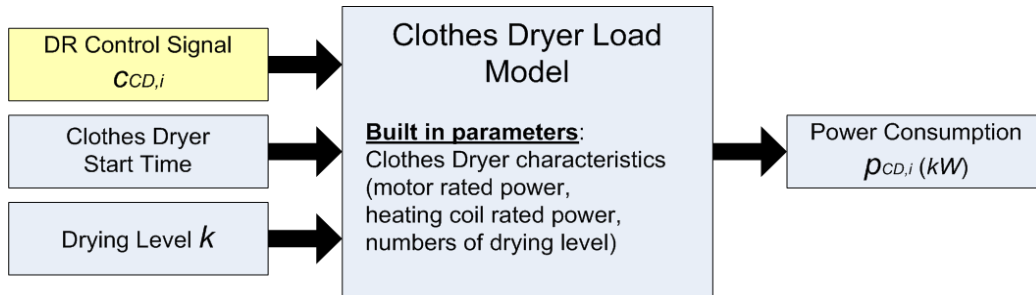 DR Control Signal
CCD,i
Clothes Dryer
Start Time
Drying Level k
Clothes Dryer Load
Model
Built in parameters:
Clothes Dryer characteristics
(motor rated power,
heating coil rated power,
numbers of drying level)
Power Consumption
pCD,i (kW)